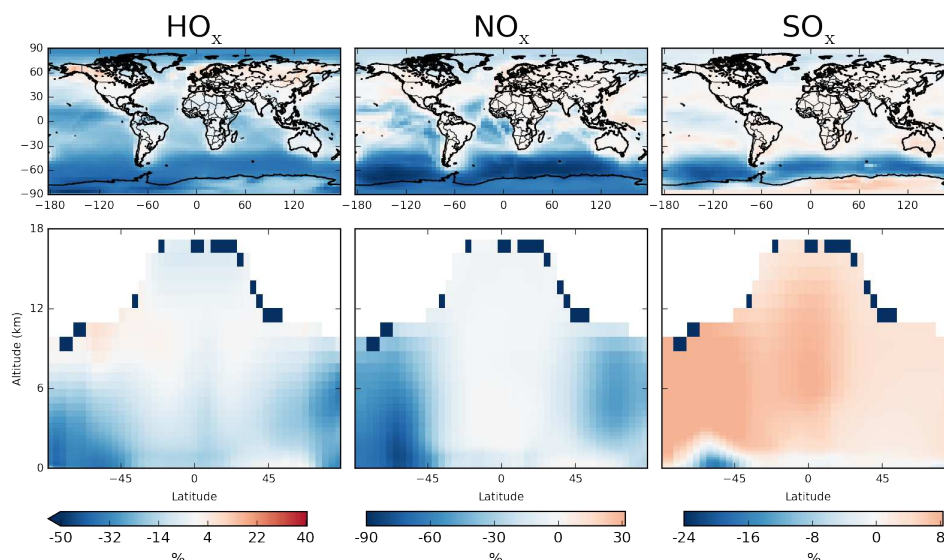 HOx NOx SOx
90
60
30
0
−30
−60
−90
−180 −120 −60 0 60 120 −180 −120 −60 0 60 120 −180 −120 −60 0 60 120
18
12
6
0
Altitude (km)
−45 0 45 −45 0 45 −45 0 45
Latitude Latitude Latitude
-50 -32 -14 4 22 40 -90 -60 -30 0 30 -24 -16 -8 0 8
% % %